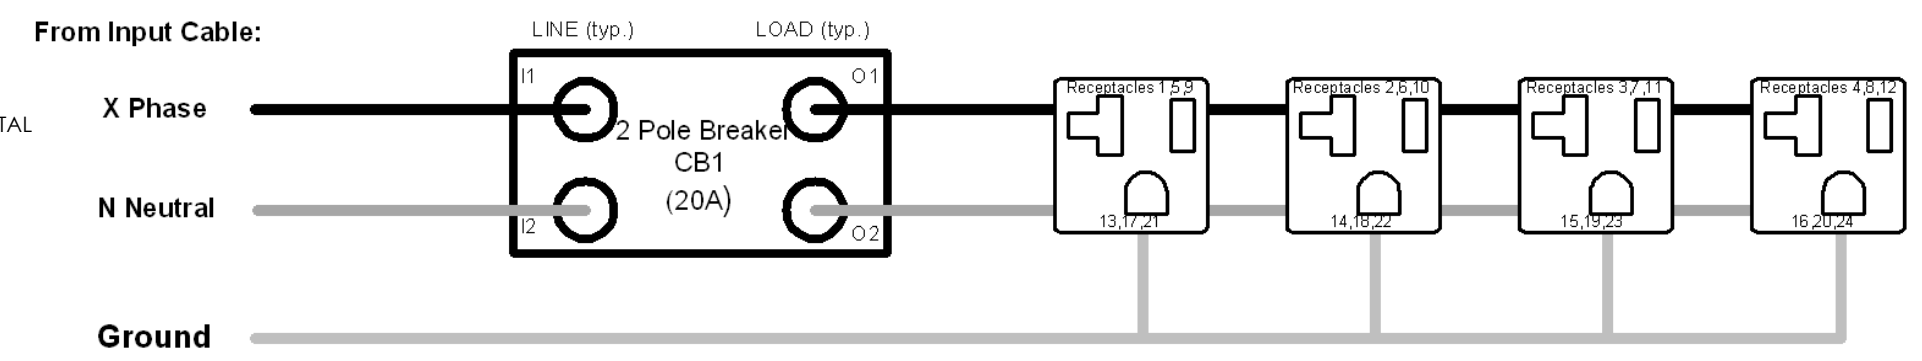 From Input Cable:
LINE (typ.)
LOAD (typ.)
I1
O1
Receptacles 1,5,9
Receptacles 2,6,10
Receptacles 3,7,11
Receptacles 4,8,12
X Phase
TAL
2 Pole Breaker
CB1
(20A)
N Neutral
I2
O2
13,17,21
14,18,22
15,19,23
16,20,24
Ground